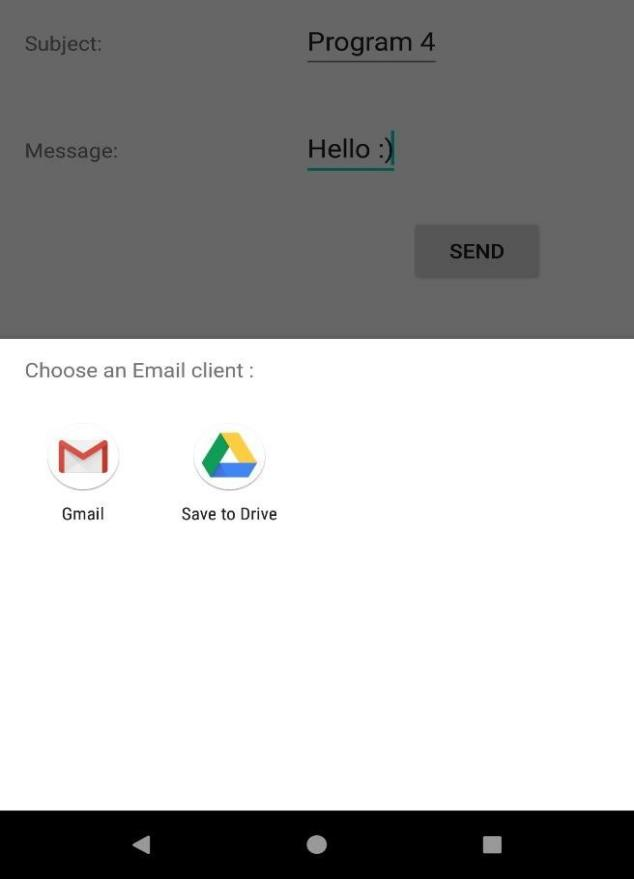 Subject: Program 4
Message: Hello :)
SEND
Choose an Email client :
Gmail Save to Drive